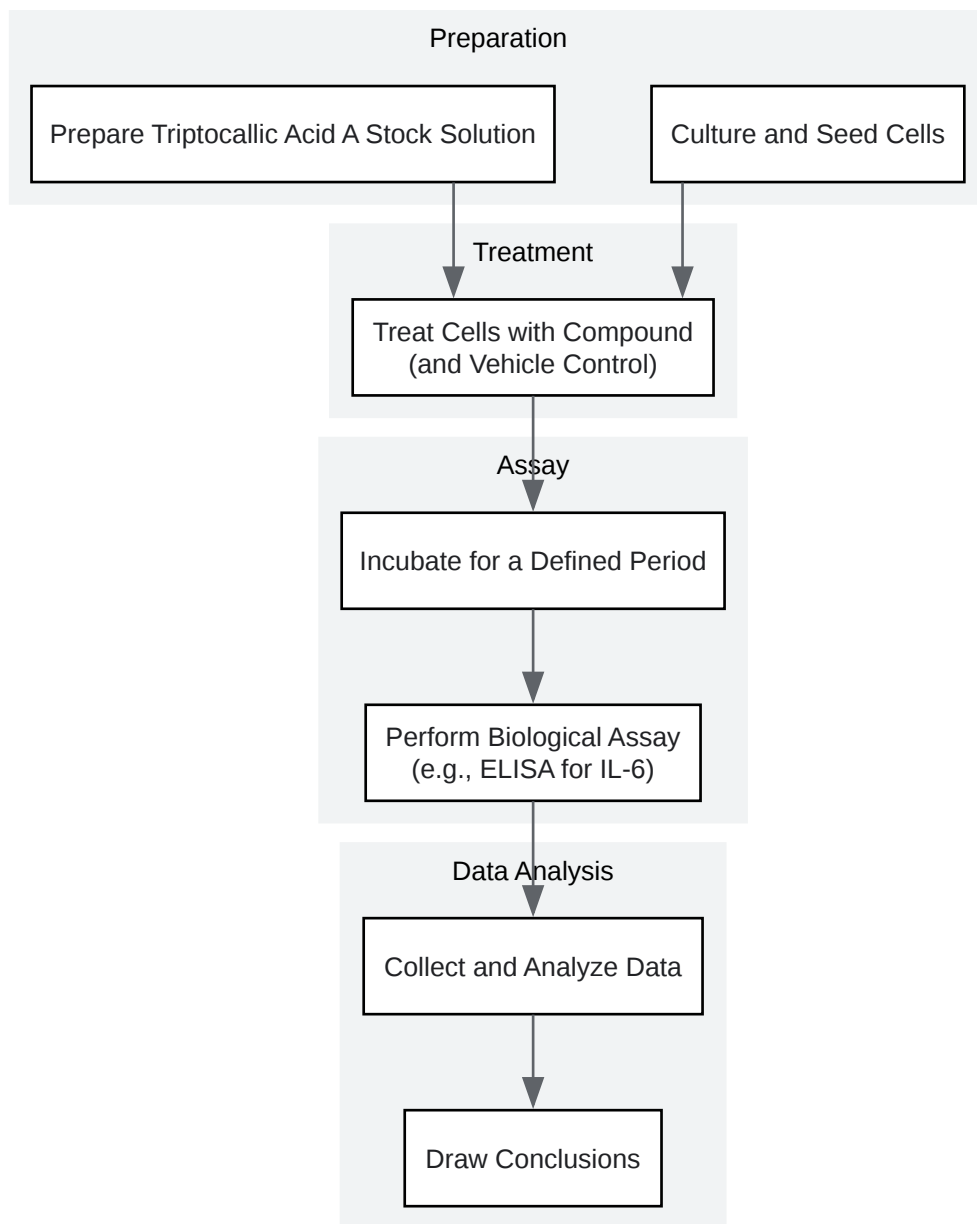 Preparation
Prepare Triptocallic Acid A Stock Solution
Culture and Seed Cells
Treatment
Treat Cells with Compound
(and Vehicle Control)
Assay
Incubate for a Defined Period
Perform Biological Assay
(e.g., ELISA for IL-6)
Data Analysis
Collect and Analyze Data
Draw Conclusions